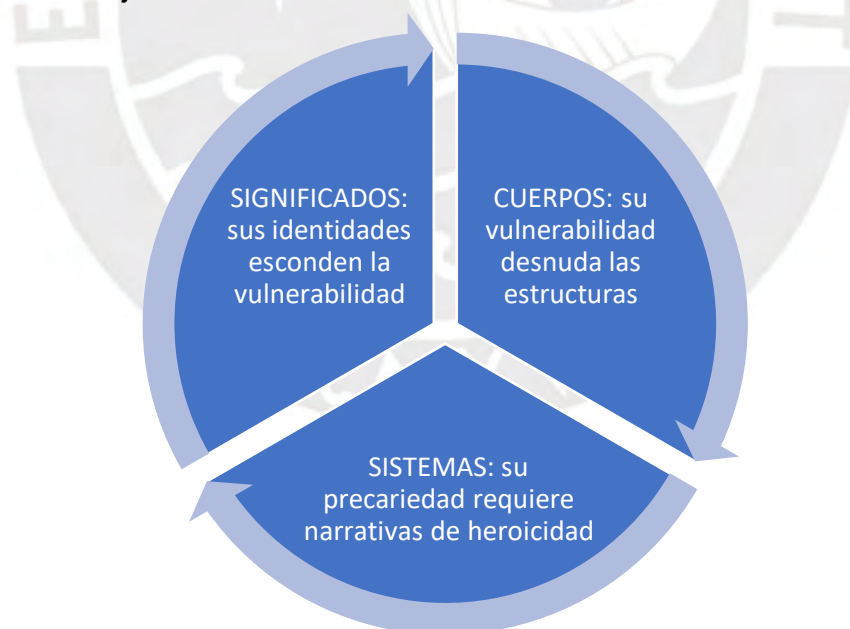 SIGNIFICADOS:
sus identidades
esconden la
vulnerabilidad
CUERPOS: su
vulnerabilidad
desnuda las
estructuras
SISTEMAS: su
precariedad requiere
narrativas de heroicidad